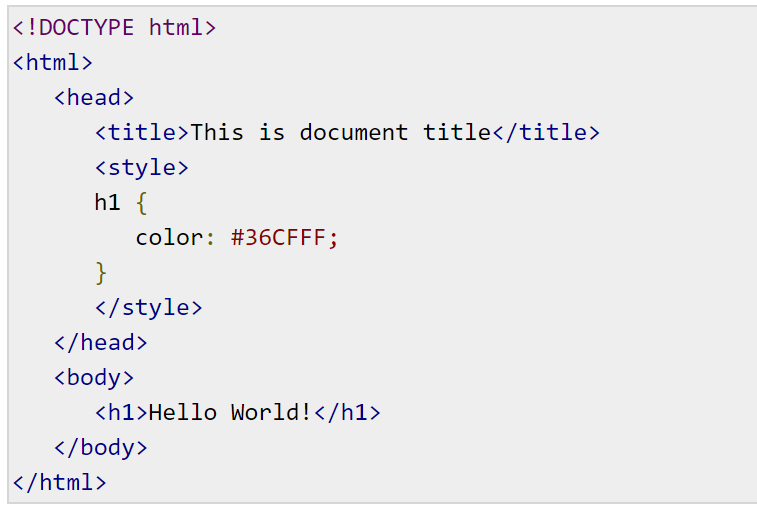 <!DOCTYPE html>
<html>
   <head>
      <title>This is document title</title>
      <style>
      h1 {
         color: #36CFFF;
      }
      </style>
   </head>
   <body>
      <h1>Hello World!</h1>
   </body>
</html>